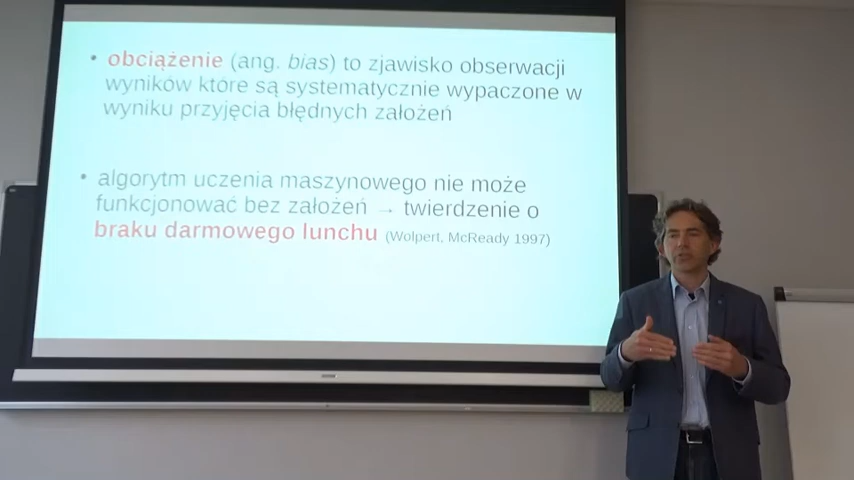 • obciążenie (ang. bias) to zjawisko obserwacji
wyników które są systematycznie wypaczone w
wyniku przyjęcia błędnych założeń
• algorytm uczenia maszynowego nie może
funkcjonować bez założeń → twierdzenie o
braku darmowego lunchu (Wolpert, McReady 1997)